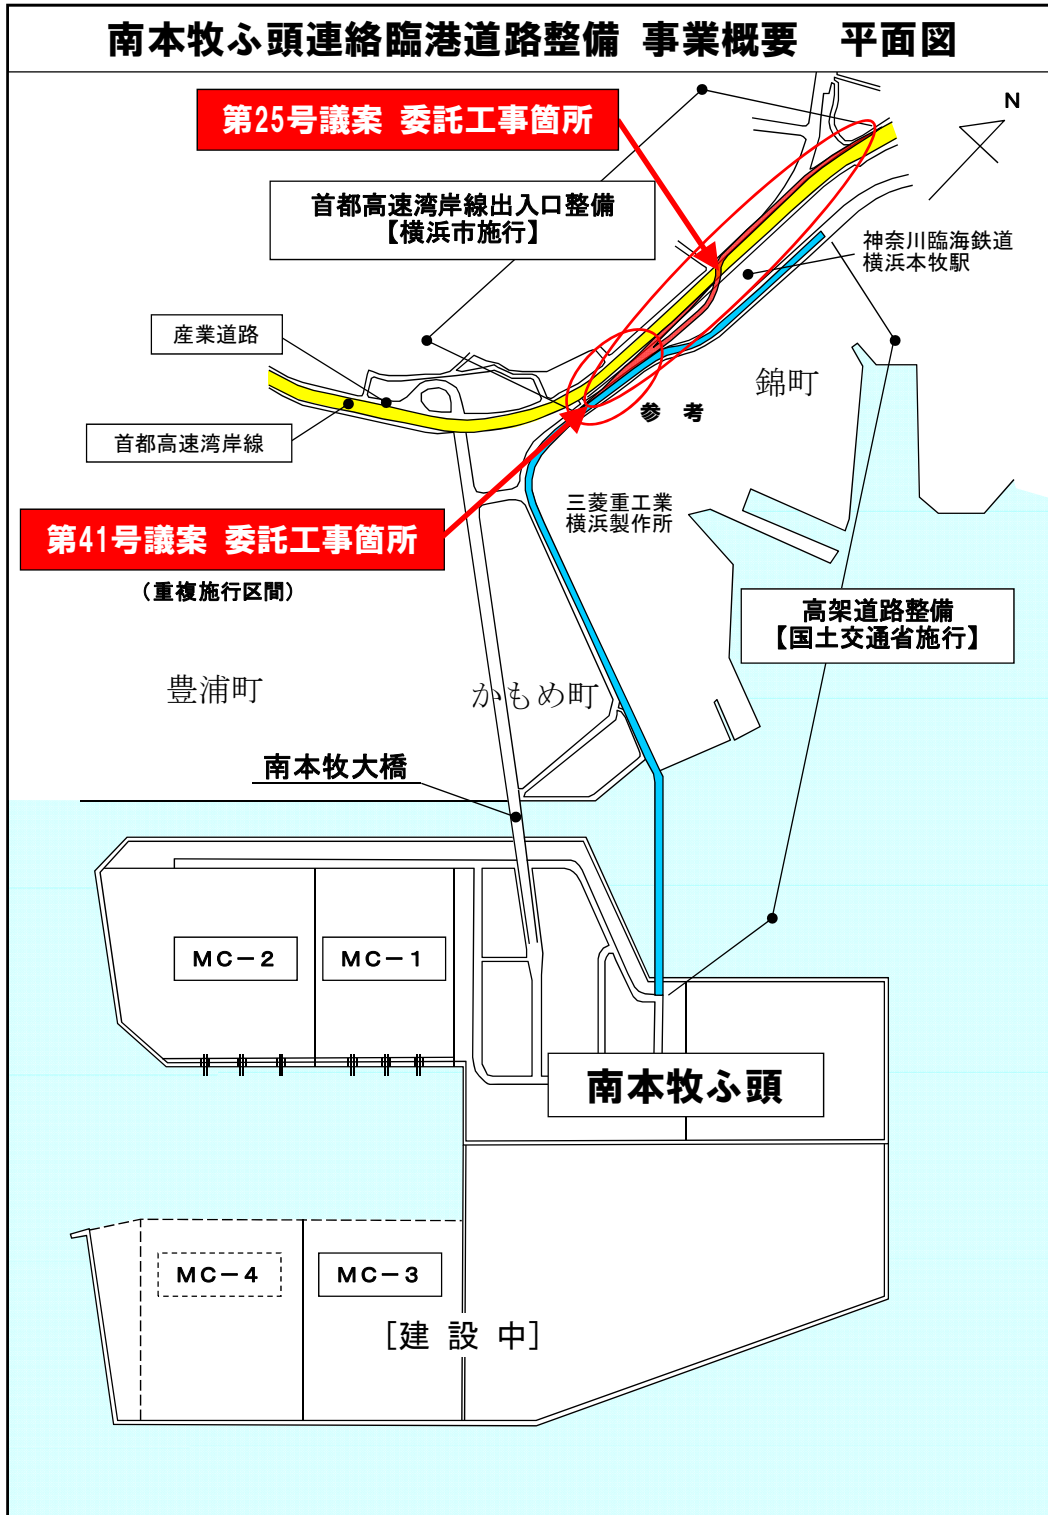 南本牧ふ頭連絡臨港道路整備 事業概要　平面図
N
第25号議案 委託工事箇所
首都高速湾岸線出入口整備
【横浜市施行】
神奈川臨海鉄道
横浜本牧駅
産業道路
錦町
参　考
首都高速湾岸線
三菱重工業
横浜製作所
第41号議案 委託工事箇所
（重複施行区間）
高架道路整備
【国土交通省施行】
豊浦町
かもめ町
南本牧大橋
MC－2
MC－1
南本牧ふ頭
MC－4
MC－3
［建 設 中］